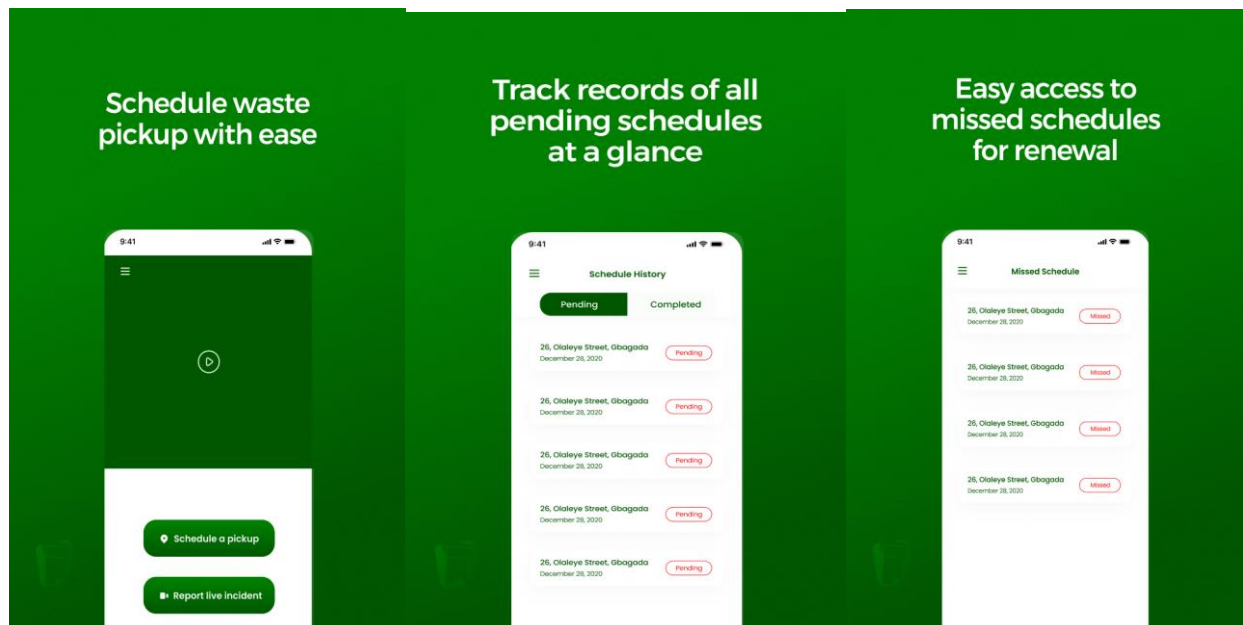 Schedule waste
pickup with ease
9:41
Schedule a pickup
Report live incident
Track records of all
pending schedules
at a glance
9:41
Schedule History
Pending
Completed
26, Olaleye Street, Gbagada
December 28, 2020
Pending
26, Olaleye Street, Gbagada
December 28, 2020
Pending
26, Olaleye Street, Gbagada
December 28, 2020
Pending
26, Olaleye Street, Gbagada
December 28, 2020
Pending
26, Olaleye Street, Gbagada
December 28, 2020
Pending
Easy access to
missed schedules
for renewal
9:41
Missed Schedule
26, Olaleye Street, Gbagada
December 28, 2020
Missed
26, Olaleye Street, Gbagada
December 28, 2020
Missed
26, Olaleye Street, Gbagada
December 28, 2020
Missed
26, Olaleye Street, Gbagada
December 28, 2020
Missed